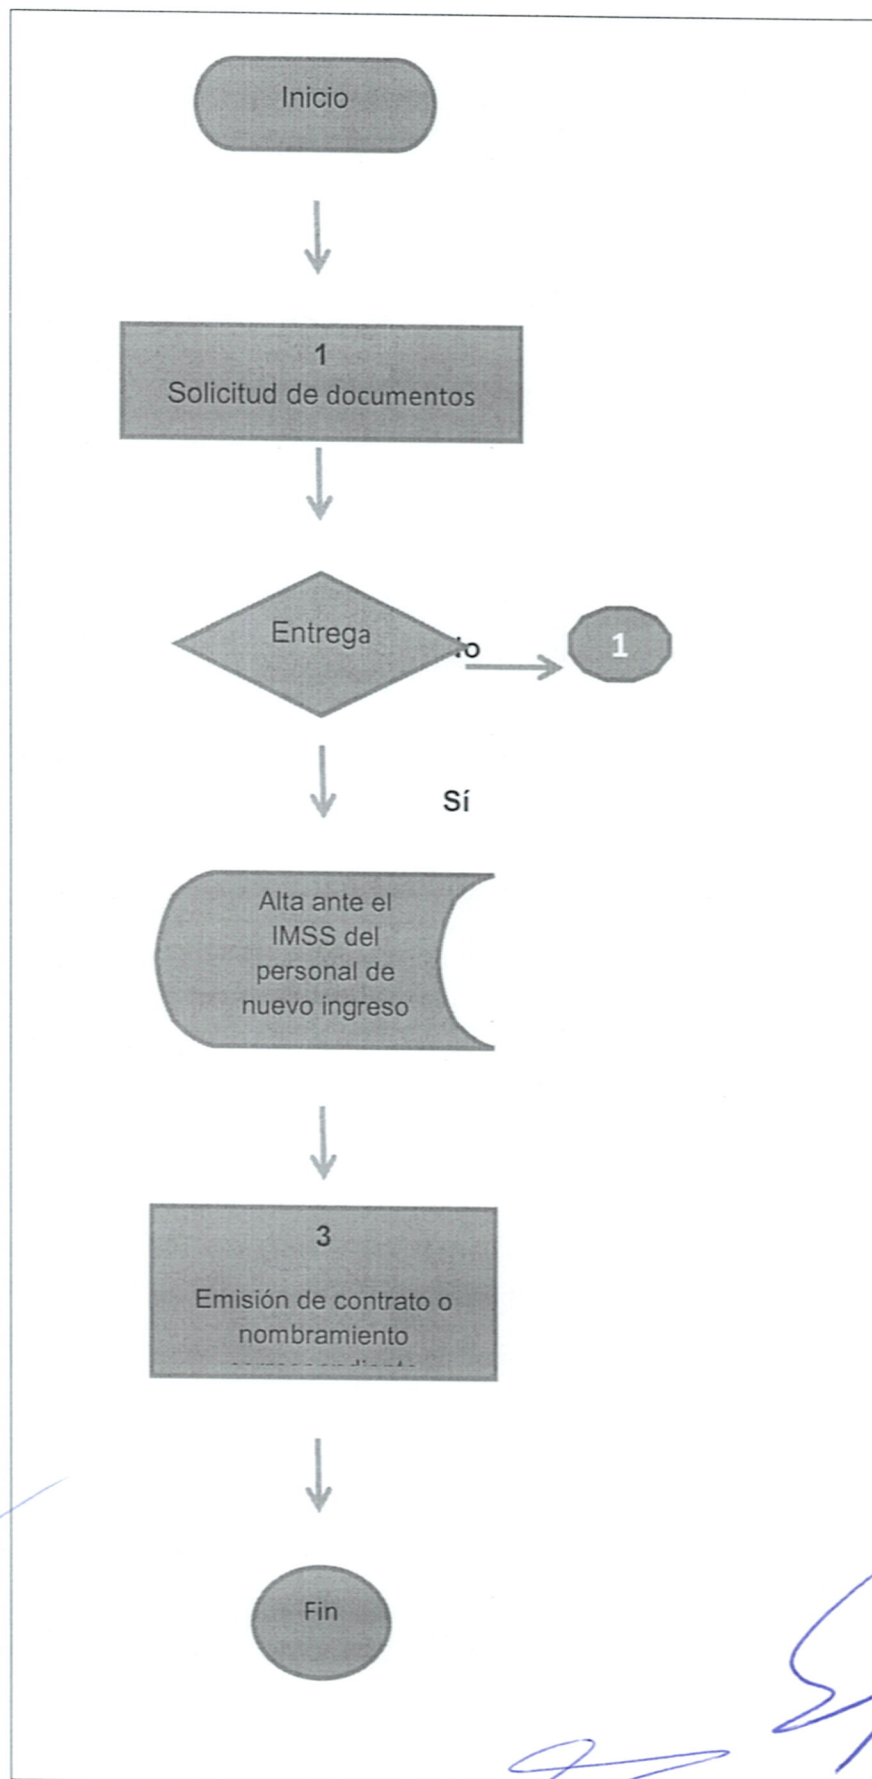 Inicio
1
Solicitud de documentos
Entrega
1
Sí
Alta ante el
IMSS del
personal de
nuevo ingreso
3
Emisión de contrato o
nombramiento
Fin